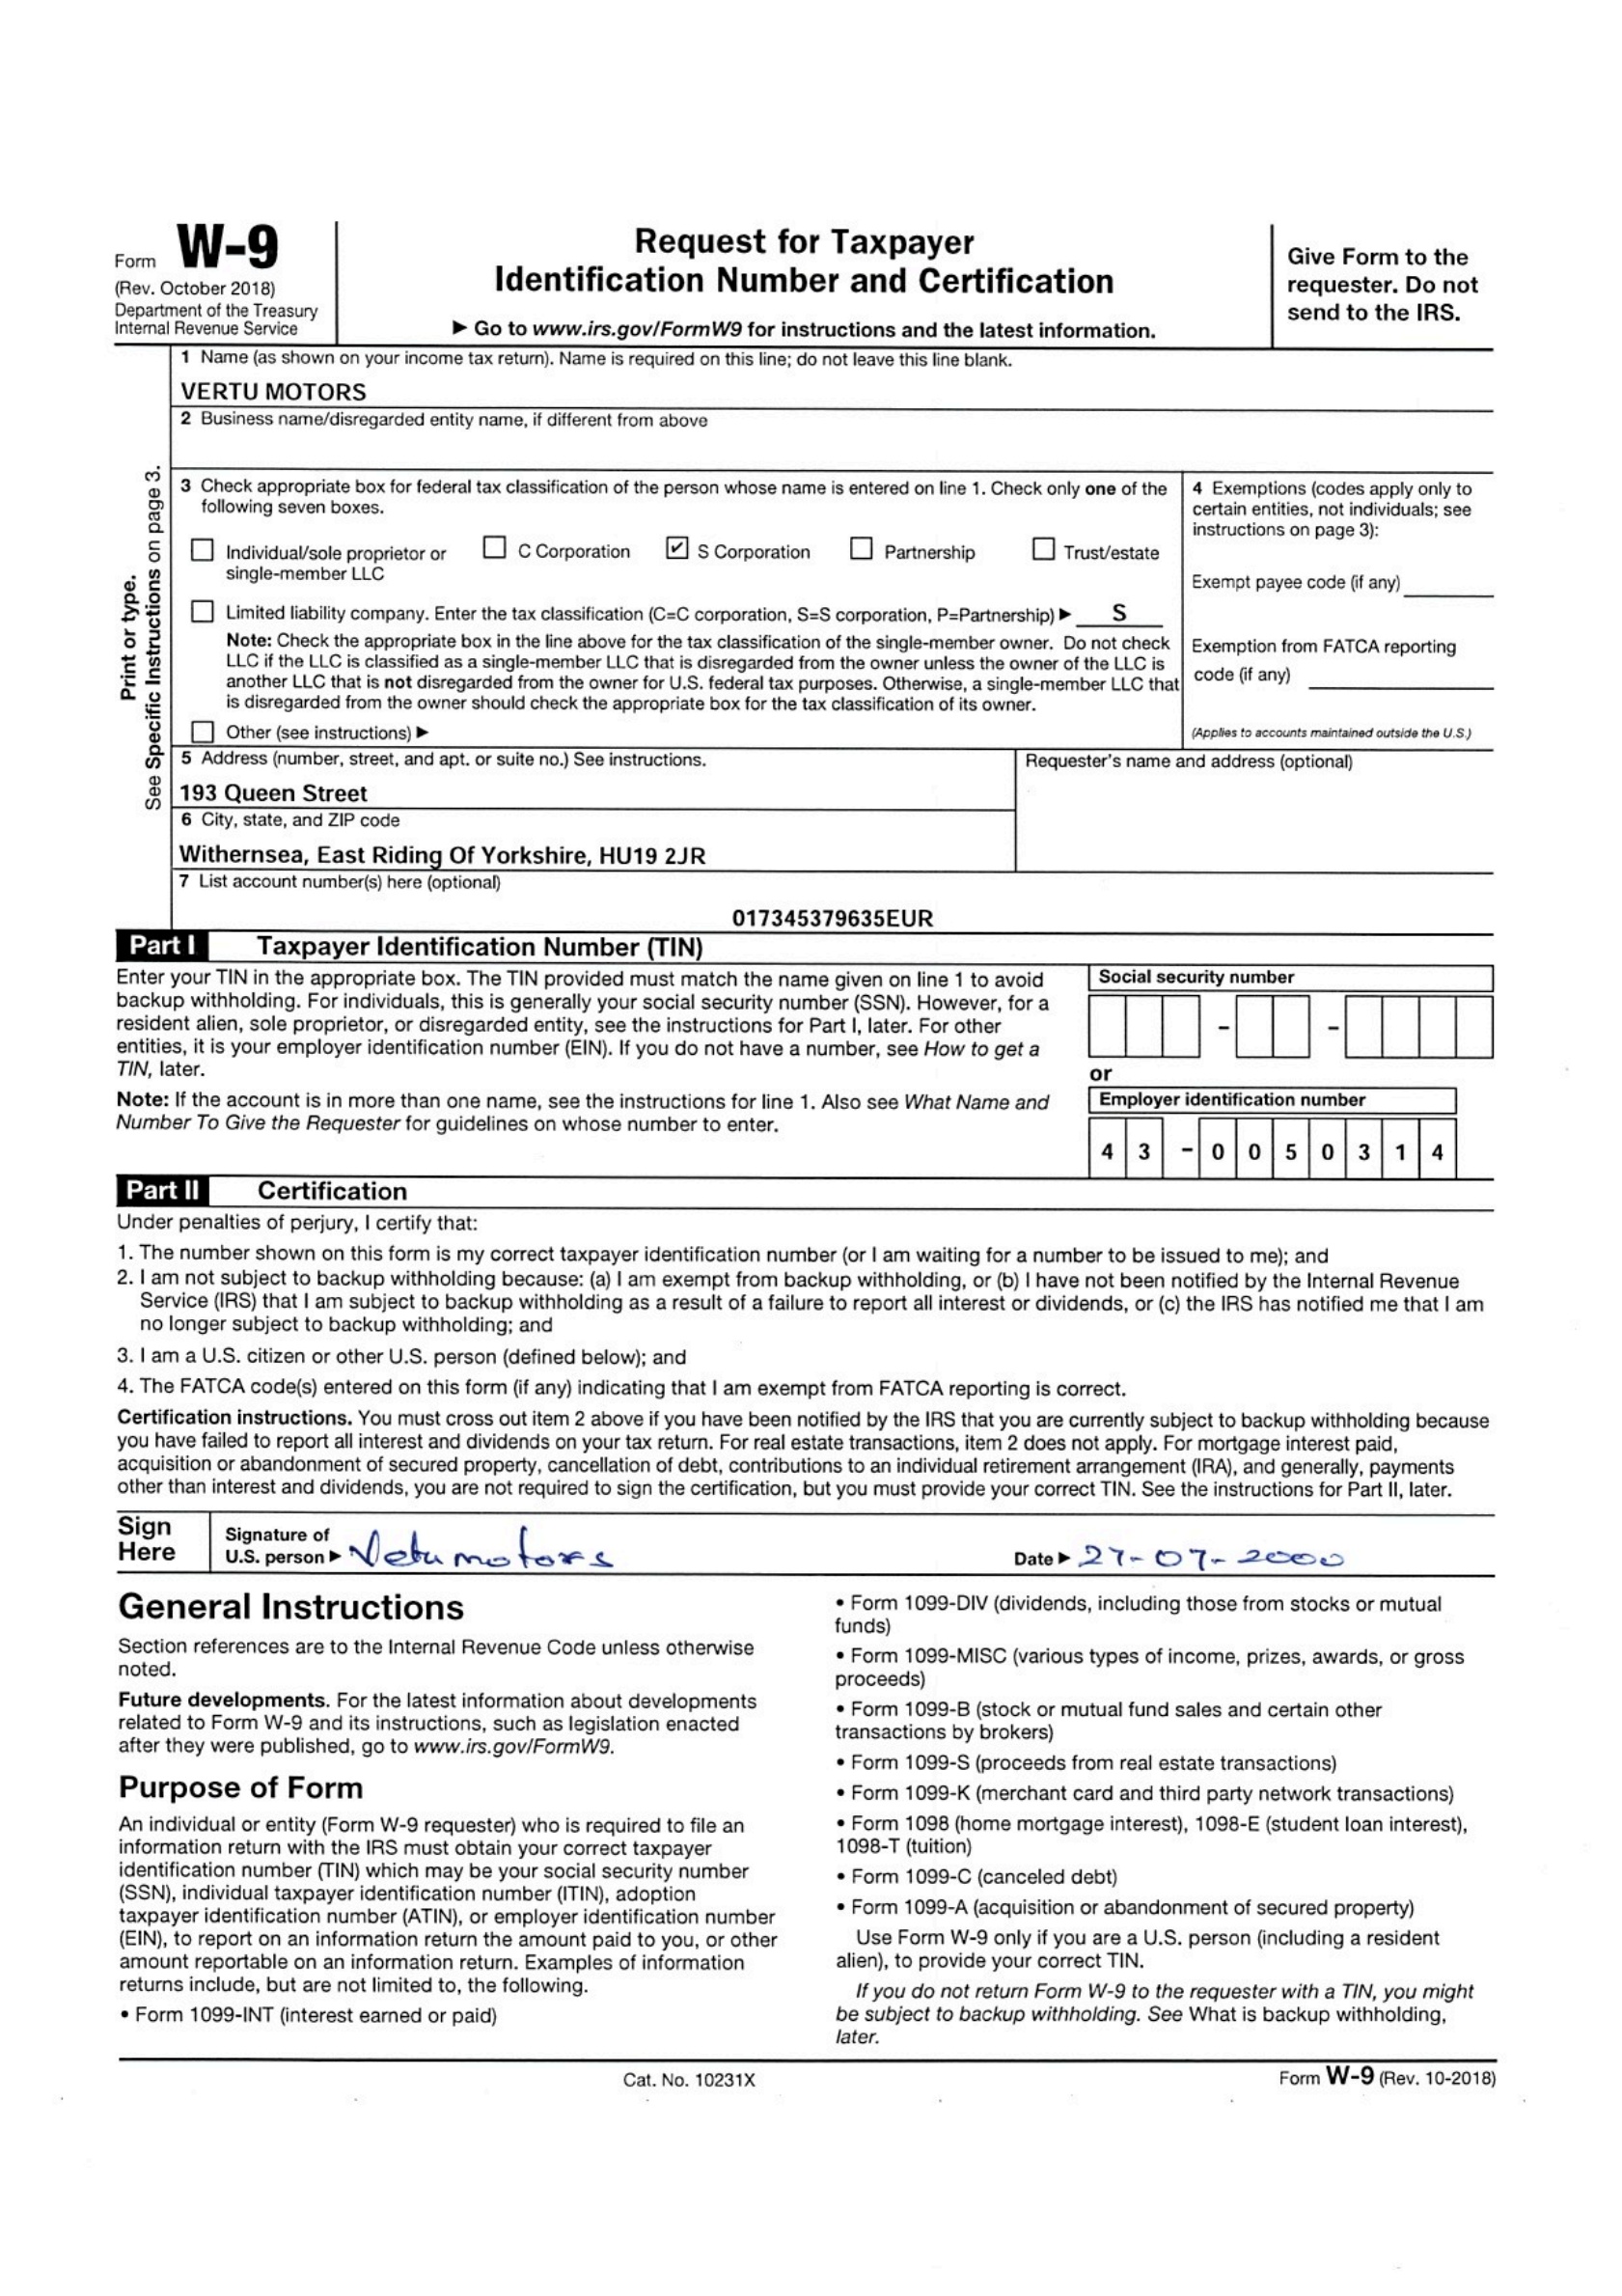 Form W-9
(Rev. October 2018)
Department of the Treasury
Internal Revenue Service
Request for Taxpayer
Identification Number and Certification
▶ Go to www.irs.gov/FormW9 for instructions and the latest information.
Give Form to the
requester. Do not
send to the IRS.
Print or type.
See Specific Instructions on page 3.
1 Name (as shown on your income tax return). Name is required on this line; do not leave this line blank.
VERTU MOTORS
2 Business name/disregarded entity name, if different from above
3 Check appropriate box for federal tax classification of the person whose name is entered on line 1. Check only one of the
following seven boxes.
Individual/sole proprietor or
single-member LLC
C Corporation
✓ S Corporation
Partnership
Trust/estate
Limited liability company. Enter the tax classification (C=C corporation, S=S corporation, P=Partnership) ▶ S
Note: Check the appropriate box in the line above for the tax classification of the single-member owner. Do not check
LLC if the LLC is classified as a single-member LLC that is disregarded from the owner unless the owner of the LLC is
another LLC that is not disregarded from the owner for U.S. federal tax purposes. Otherwise, a single-member LLC that
is disregarded from the owner should check the appropriate box for the tax classification of its owner.
Other (see instructions) ▶
4 Exemptions (codes apply only to
certain entities, not individuals; see
instructions on page 3):
Exempt payee code (if any)
Exemption from FATCA reporting
code (if any)
(Applies to accounts maintained outside the U.S.)
5 Address (number, street, and apt. or suite no.) See instructions.
193 Queen Street
6 City, state, and ZIP code
Withernsea, East Riding Of Yorkshire, HU19 2JR
Requester's name and address (optional)
7 List account number(s) here (optional)
017345379635EUR
Part I Taxpayer Identification Number (TIN)
Enter your TIN in the appropriate box. The TIN provided must match the name given on line 1 to avoid
backup withholding. For individuals, this is generally your social security number (SSN). However, for a
resident alien, sole proprietor, or disregarded entity, see the instructions for Part I, later. For other
entities, it is your employer identification number (EIN). If you do not have a number, see How to get a
TIN, later.
Note: If the account is in more than one name, see the instructions for line 1. Also see What Name and
Number To Give the Requester for guidelines on whose number to enter.
Social security number
- -
or
Employer identification number
4 3 - 0 0 5 0 3 1 4
Part II Certification
Under penalties of perjury, I certify that:
1. The number shown on this form is my correct taxpayer identification number (or I am waiting for a number to be issued to me); and
2. I am not subject to backup withholding because: (a) I am exempt from backup withholding, or (b) I have not been notified by the Internal Revenue
Service (IRS) that I am subject to backup withholding as a result of a failure to report all interest or dividends, or (c) the IRS has notified me that I am
no longer subject to backup withholding; and
3. I am a U.S. citizen or other U.S. person (defined below); and
4. The FATCA code(s) entered on this form (if any) indicating that I am exempt from FATCA reporting is correct.
Certification instructions. You must cross out item 2 above if you have been notified by the IRS that you are currently subject to backup withholding because
you have failed to report all interest and dividends on your tax return. For real estate transactions, item 2 does not apply. For mortgage interest paid,
acquisition or abandonment of secured property, cancellation of debt, contributions to an individual retirement arrangement (IRA), and generally, payments
other than interest and dividends, you are not required to sign the certification, but you must provide your correct TIN. See the instructions for Part II, later.
Sign
Here
Signature of
U.S. person ▶ motors
Date ▶ 27-07-2000
General Instructions
Section references are to the Internal Revenue Code unless otherwise
noted.
Future developments. For the latest information about developments
related to Form W-9 and its instructions, such as legislation enacted
after they were published, go to www.irs.gov/FormW9.
Purpose of Form
An individual or entity (Form W-9 requester) who is required to file an
information return with the IRS must obtain your correct taxpayer
identification number (TIN) which may be your social security number
(SSN), individual taxpayer identification number (ITIN), adoption
taxpayer identification number (ATIN), or employer identification number
(EIN), to report on an information return the amount paid to you, or other
amount reportable on an information return. Examples of information
returns include, but are not limited to, the following.
• Form 1099-INT (interest earned or paid)
• Form 1099-DIV (dividends, including those from stocks or mutual
funds)
• Form 1099-MISC (various types of income, prizes, awards, or gross
proceeds)
• Form 1099-B (stock or mutual fund sales and certain other
transactions by brokers)
• Form 1099-S (proceeds from real estate transactions)
• Form 1099-K (merchant card and third party network transactions)
• Form 1098 (home mortgage interest), 1098-E (student loan interest),
1098-T (tuition)
• Form 1099-C (canceled debt)
• Form 1099-A (acquisition or abandonment of secured property)
Use Form W-9 only if you are a U.S. person (including a resident
alien), to provide your correct TIN.
If you do not return Form W-9 to the requester with a TIN, you might
be subject to backup withholding. See What is backup withholding,
later.
Cat. No. 10231X
Form W-9 (Rev. 10-2018)